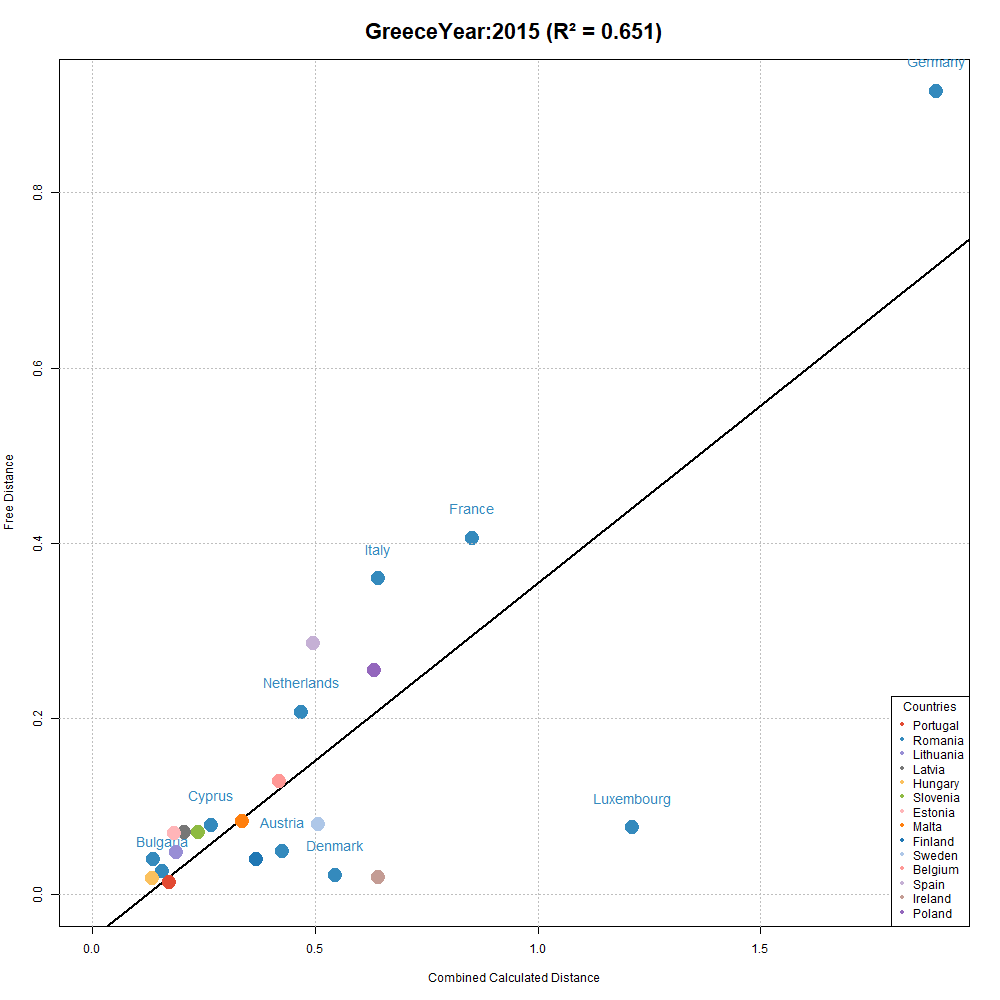 GreeceYear:2015 (R² = 0.651)
Germany
0.8
0.6
France
Free Distance
0.4
Italy
Netherlands
0.2
Countries
Portugal
Romania
Lithuania
Latvia
Hungary
Slovenia
Estonia
Malta
Finland
Sweden
Belgium
Spain
Ireland
Poland
Cyprus
Luxembourg
Austria
Bulgaria
Denmark
0.0
0.0 0.5 1.0 1.5
Combined Calculated Distance